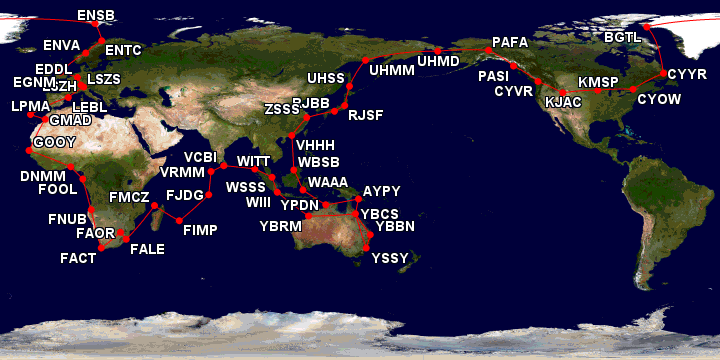 ENSB
BGTL
ENVA
ENTC
PAFA
UHMD
UHMM
EDDL
EGNM
LSZS
LSZH
UHSS
PASI
CYVR
KMSP
CYYR
KJAC
CYOW
LPMA
LEBL
GMAD
RJBB
ZSSS
RJSF
GOOY
VHHH
VCBI
WITT
WBSB
VRMM
DNMM
FOOL
FMCZ
FJDG
WSSS
WIII
WAAA
YPDN
AYPY
FNUB
FAOR
FIMP
YBRM
YBCS
YBBN
FACT
FALE
YSSY